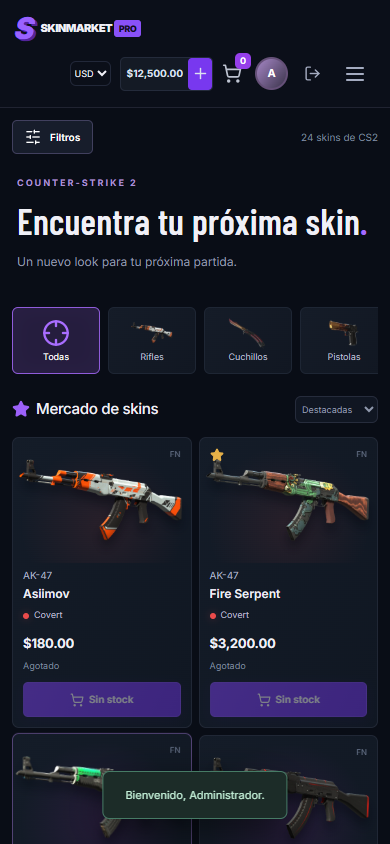 S SKINMARKET PRO
USD $12,500.00 0 A
Filtros 24 skins de CS2
COUNTER-STRIKE 2
Encuentra tu próxima skin.
Un nuevo look para tu próxima partida.
Todas Rifles Cuchillos Pistolas
Mercado de skins Destacadas
FN FN
AK-47 AK-47
Asiimov Fire Serpent
Covert Covert
$180.00 $3,200.00
Agotado Agotado
Sin stock Sin stock
FN FN
Bienvenido, Administrador.